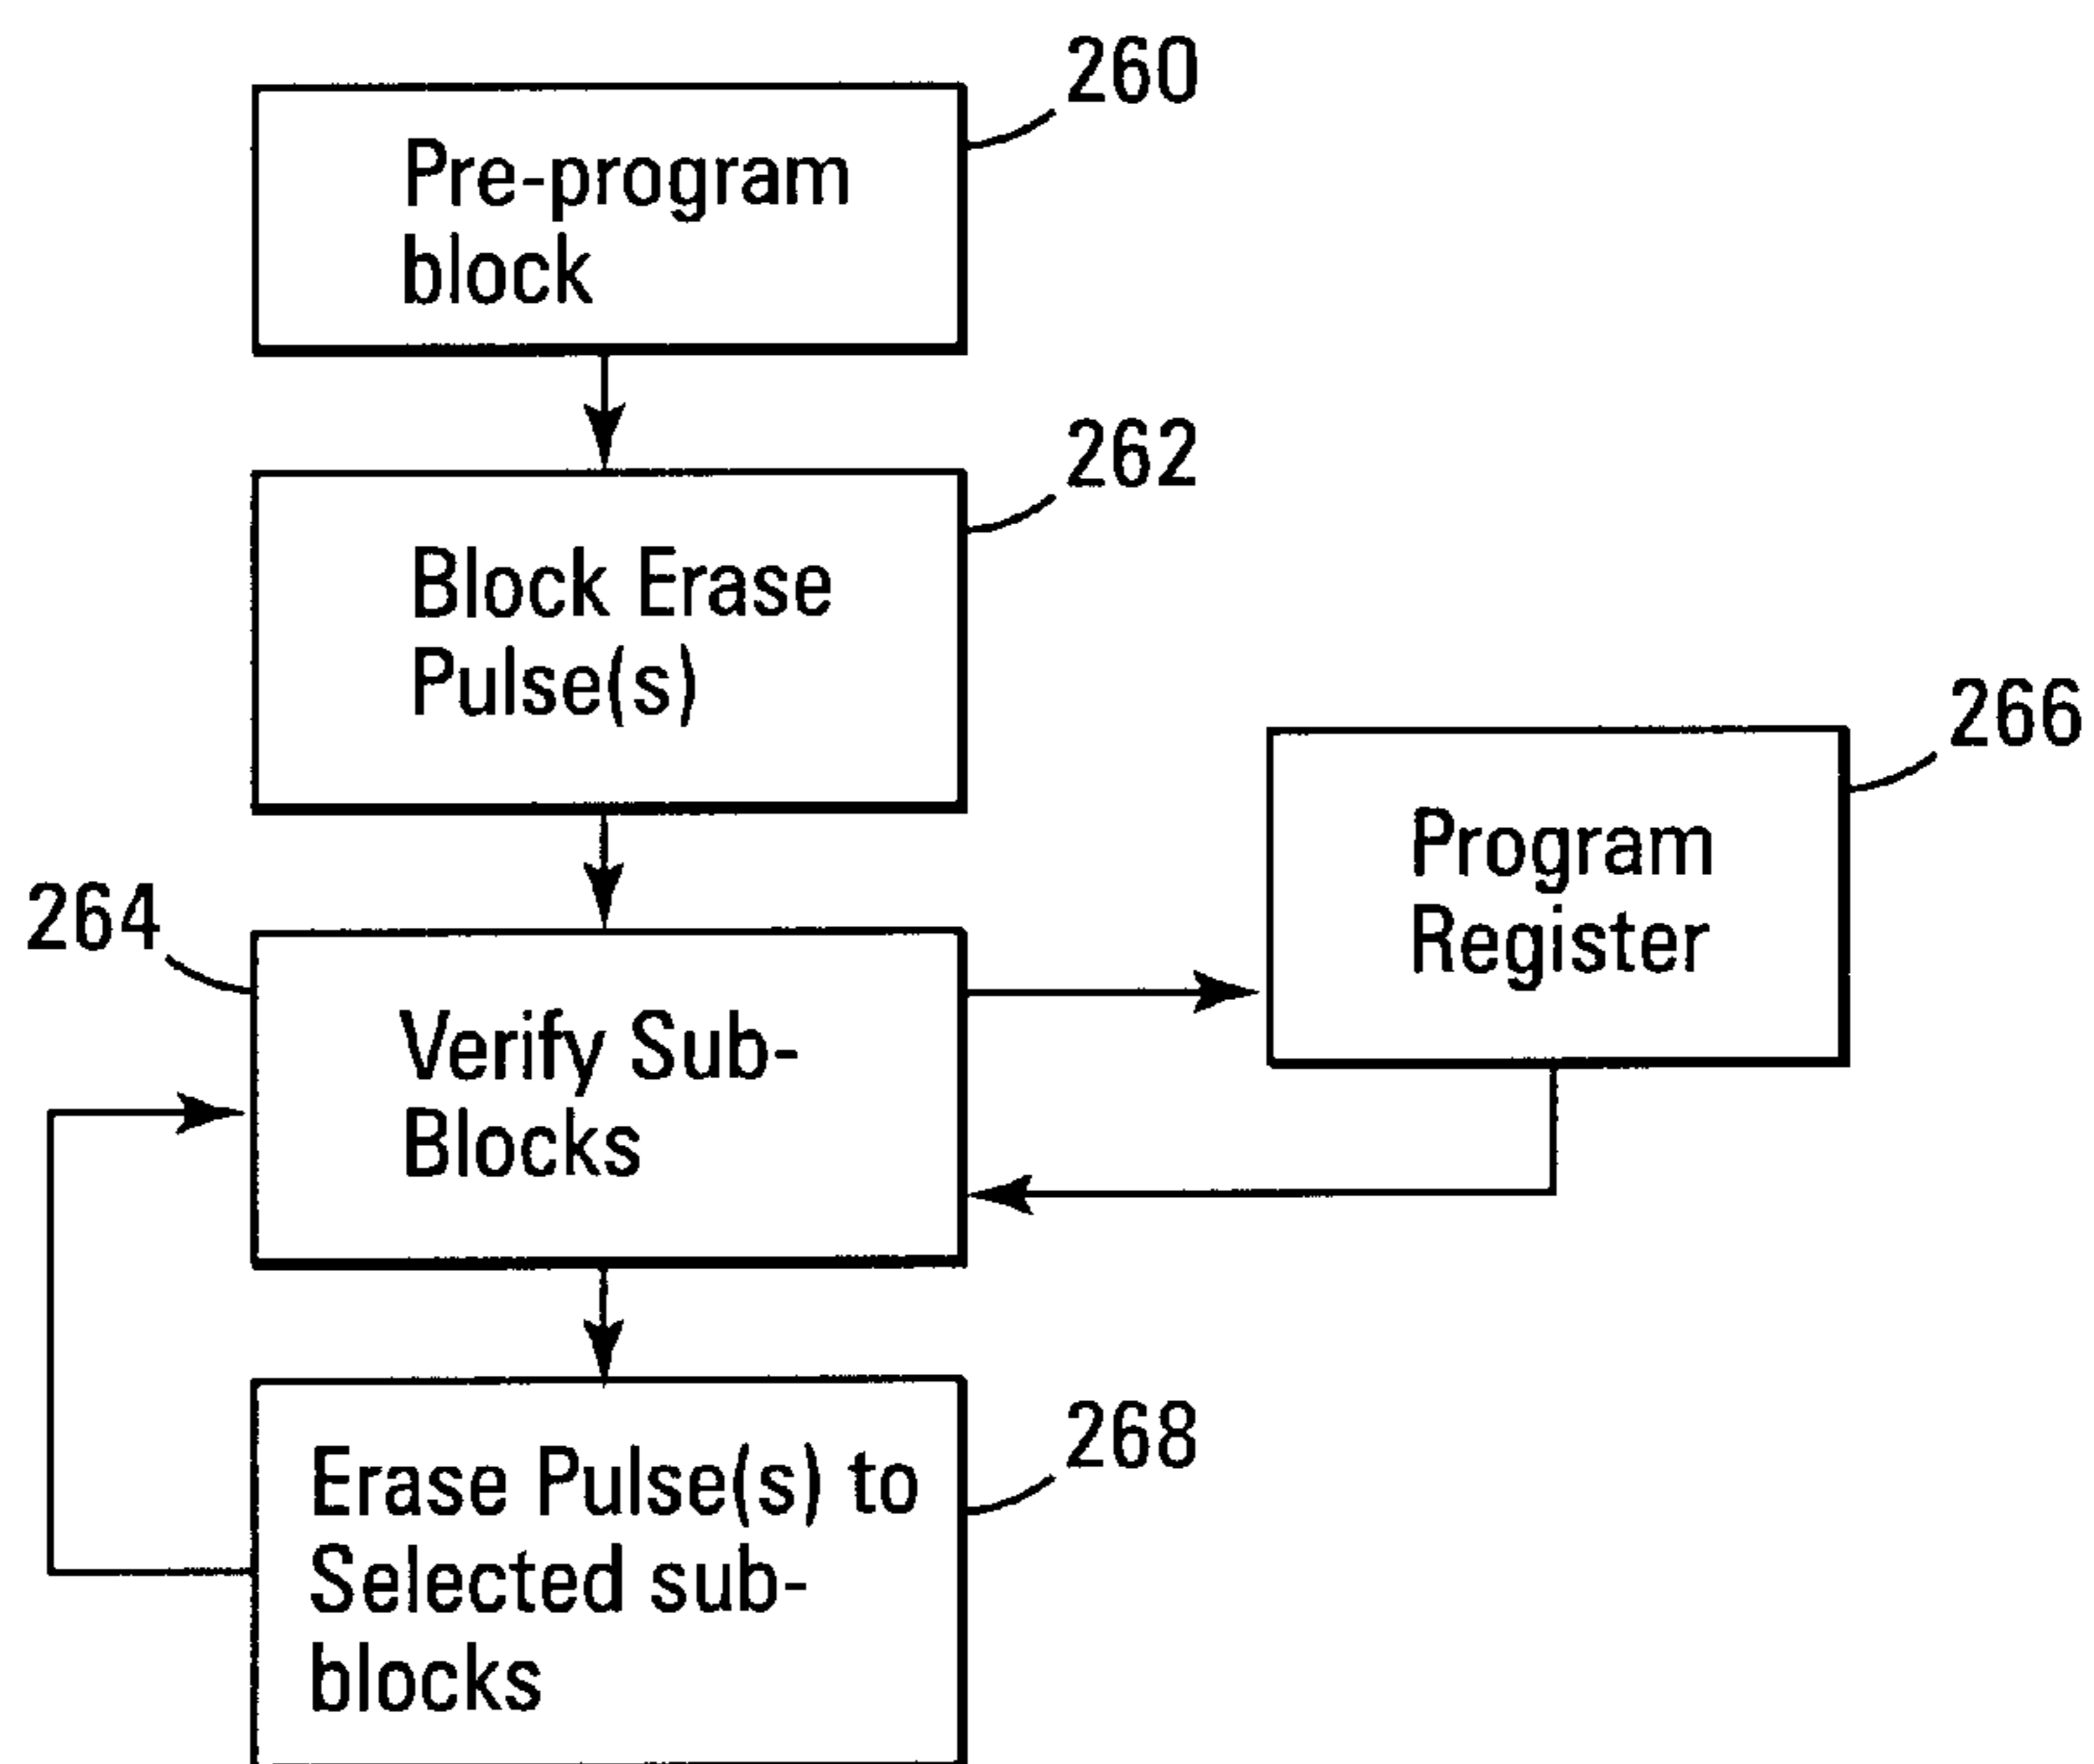 260
Pre-program
block
262
Block Erase
Pulse(s)
266
Program
Register
264
Verify Sub-
Blocks
268
Erase Pulse(s) to
Selected sub-
blocks